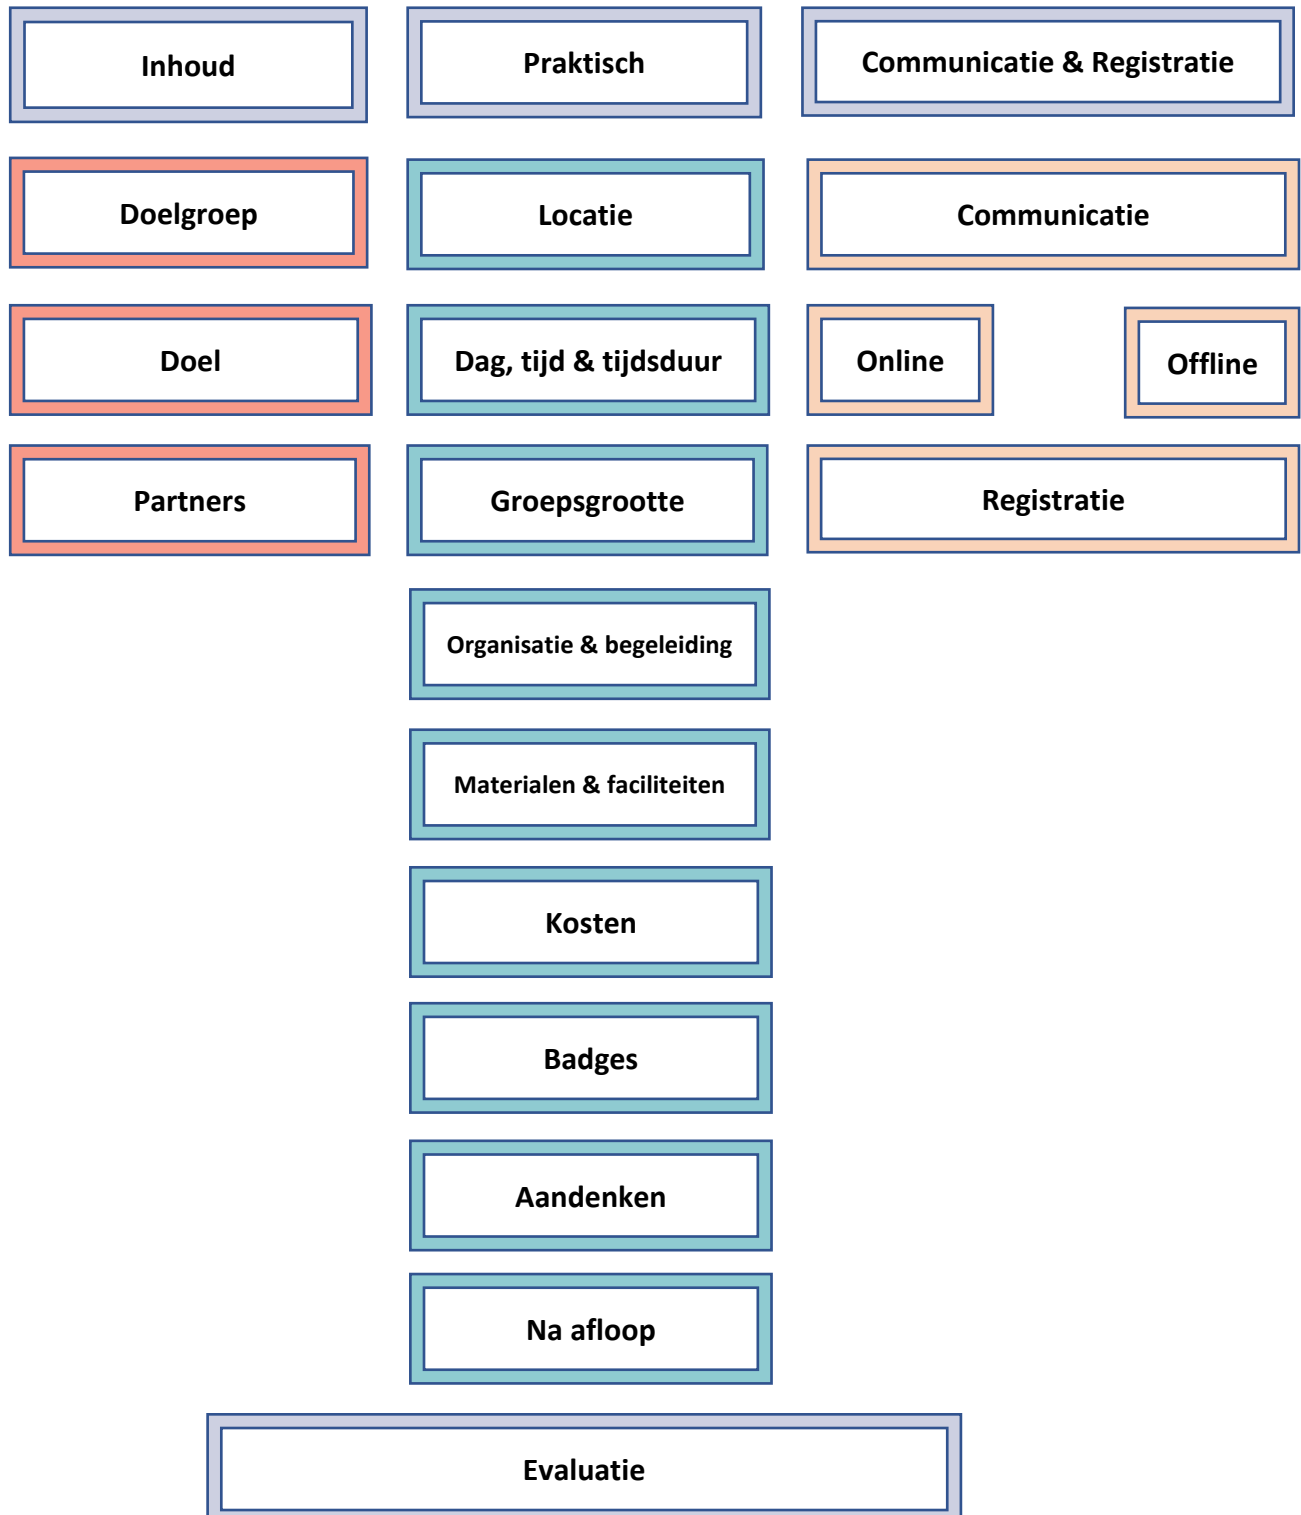 Inhoud
Praktisch
Communicatie & Registratie
Doelgroep
Locatie
Communicatie
Doel
Dag, tijd & tijdsduur
Online
Offline
Partners
Groepsgrootte
Registratie
Organisatie & begeleiding
Materialen & faciliteiten
Kosten
Badges
Aandenken
Na afloop
Evaluatie